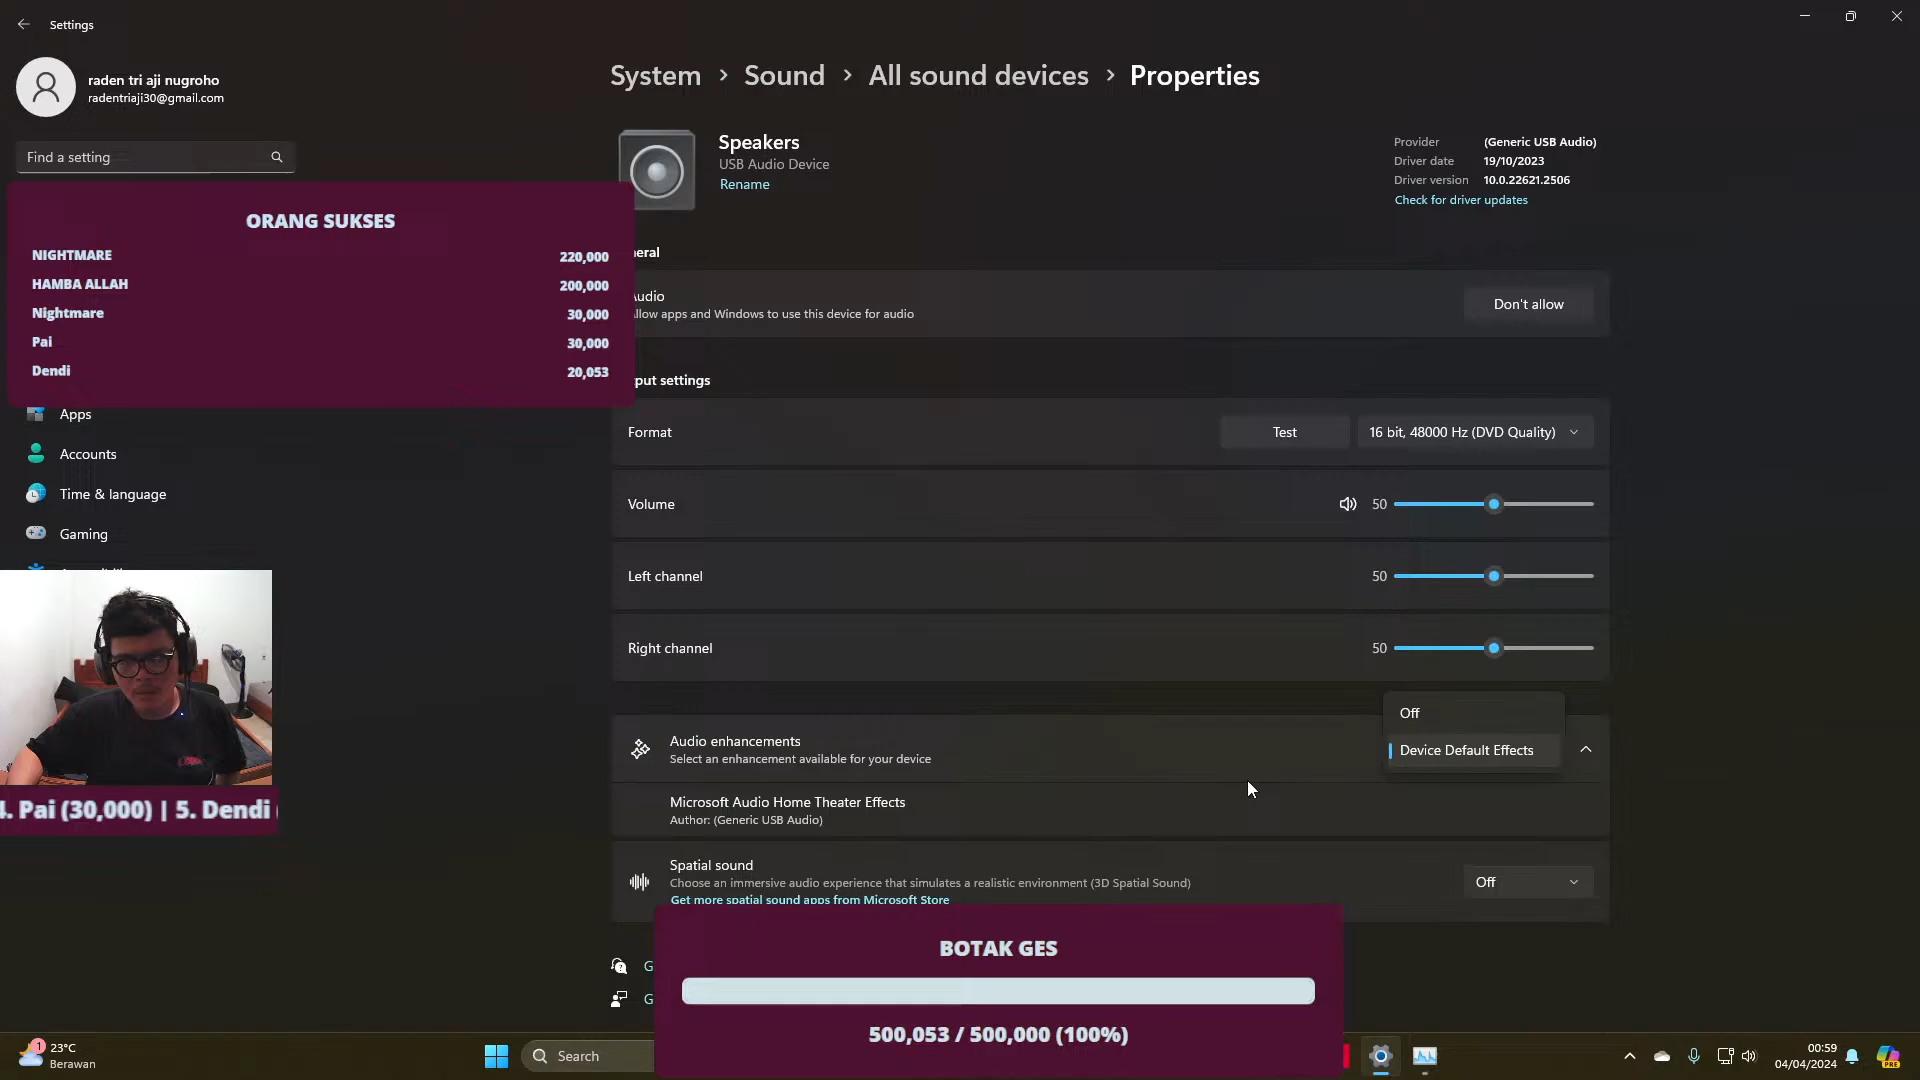 Settings
raden tri aji nugroho
radentriaji30@gmail.com
Find a setting
System > Sound > All sound devices > Properties
Speakers
USB Audio Device
Rename
Provider (Generic USB Audio)
Driver date 19/10/2023
Driver version 10.0.22621.2506
Check for driver updates
ORANG SUKSES
NIGHTMARE 220,000
HAMBA ALLAH 200,000
Nightmare 30,000
Pai 30,000
Dendi 20,053
eral
Audio
llow apps and Windows to use this device for audio
Don't allow
put settings
Apps
Accounts
Time & language
Gaming
Format
Test
16 bit, 48000 Hz (DVD Quality)
Volume
50
Left channel
50
Right channel
50
Off
Device Default Effects
Audio enhancements
Select an enhancement available for your device
Microsoft Audio Home Theater Effects
Author: (Generic USB Audio)
Spatial sound
Choose an immersive audio experience that simulates a realistic environment (3D Spatial Sound)
Get more spatial sound apps from Microsoft Store
Off
4. Pai (30,000) | 5. Dendi (
G
G
BOTAK GES
500,053 / 500,000 (100%)
1
23°C
Berawan
Search
00:59
04/04/2024
PRE